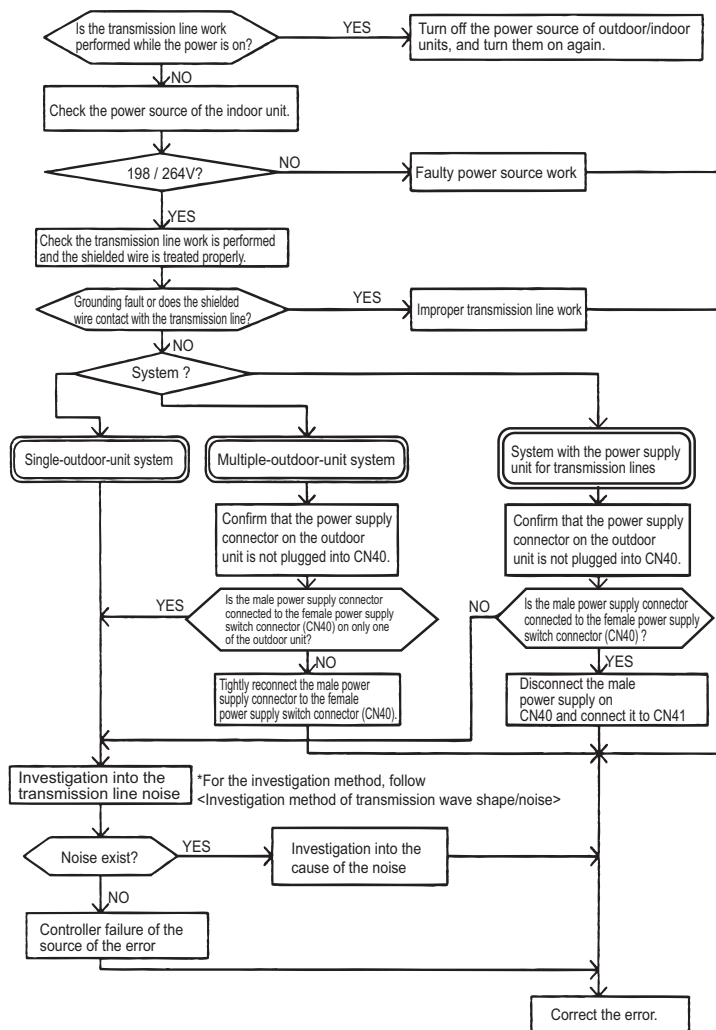 Is the transmission line work
performed while the power is on?
YES
Turn off the power source of outdoor/indoor
units, and turn them on again.
NO
Check the power source of the indoor unit.
198 / 264V?
NO
Faulty power source work
YES
Check the transmission line work is performed
and the shielded wire is treated properly.
Grounding fault or does the shielded
wire contact with the transmission line?
YES
Improper transmission line work
NO
System ?
Single-outdoor-unit system
Multiple-outdoor-unit system
System with the power supply
unit for transmission lines
Confirm that the power supply
connector on the outdoor
unit is not plugged into CN40.
Confirm that the power supply
connector on the outdoor
unit is not plugged into CN40.
YES
Is the male power supply connector
connected to the female power supply
switch connector (CN40) on only one
of the outdoor unit?
NO
Is the male power supply connector
connected to the female power supply
switch connector (CN40) ?
NO
YES
Tightly reconnect the male power
supply connector to the female
power supply switch connector (CN40).
Disconnect the male
power supply on
CN40 and connect it to CN41
Investigation into the
transmission line noise
*For the investigation method, follow
<Investigation method of transmission wave shape/noise>
Noise exist?
YES
Investigation into the
cause of the noise
NO
Controller failure of the
source of the error
Correct the error.